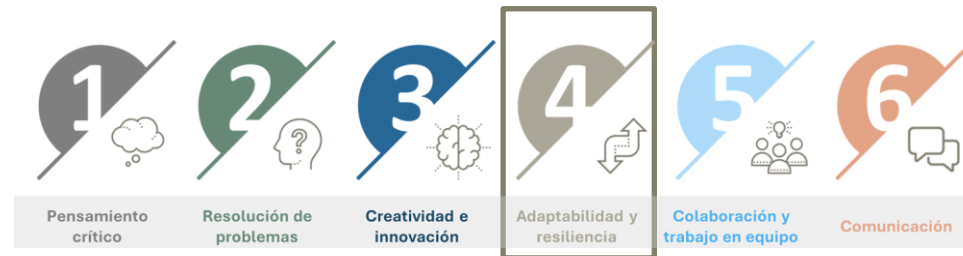 1
2
3
4
5
6
?
Pensamiento
crítico
Resolución de
problemas
Creatividad e
innovación
Adaptabilidad y
resiliencia
Colaboración y
trabajo en equipo
Comunicación